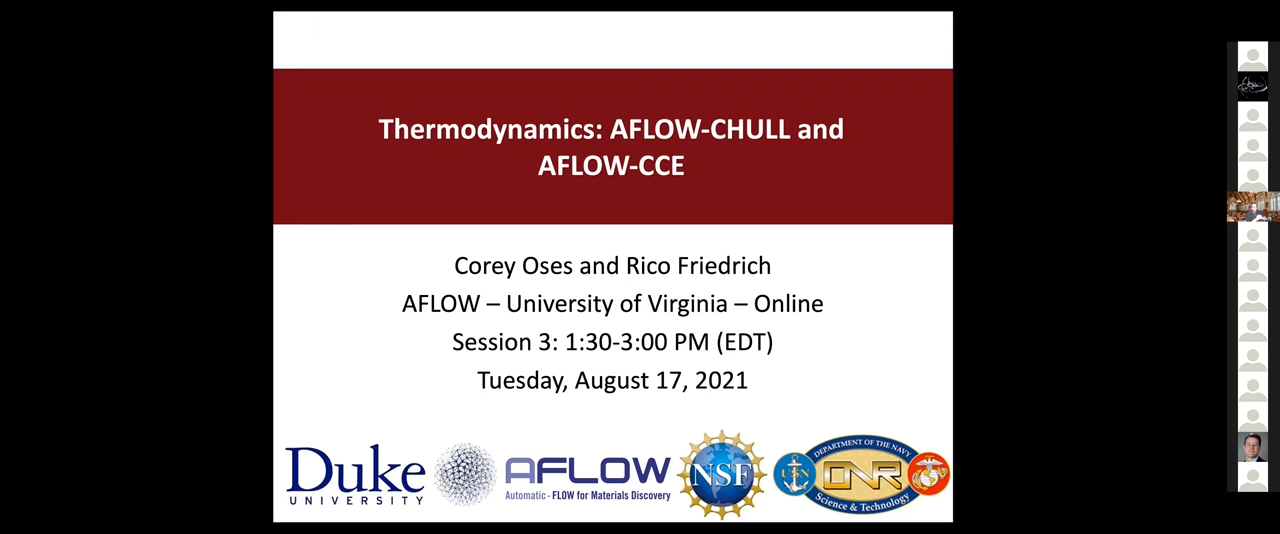 Thermodynamics: AFLOW-CHULL and
AFLOW-CCE
Corey Oses and Rico Friedrich
AFLOW – University of Virginia – Online
Session 3: 1:30-3:00 PM (EDT)
Tuesday, August 17, 2021
Duke
UNIVERSITY
AFLOW
Automatic - FLOW for Materials Discovery
NSF
DEPARTMENT OF THE NAVY
USN
ONR
Science & Technology